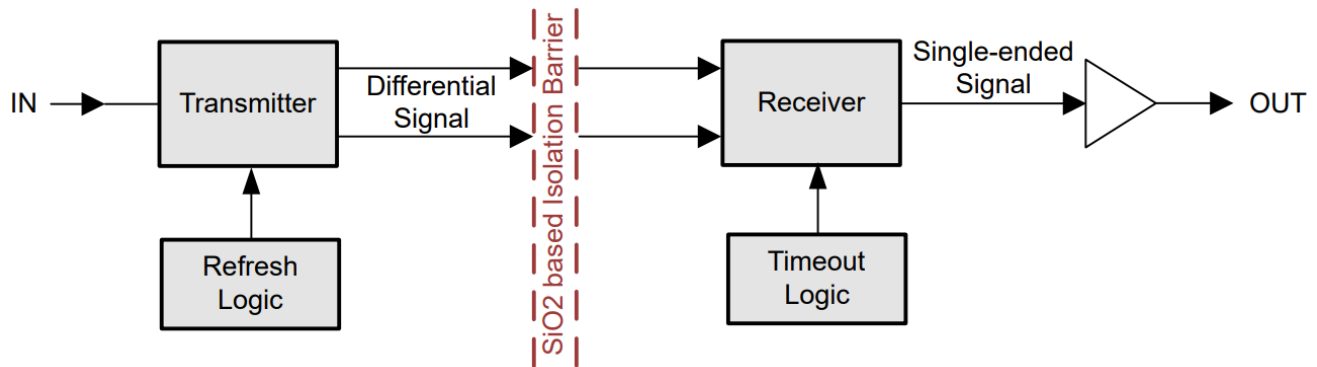 IN
Transmitter
Differential
Signal
SiO2 based Isolation Barrier
Receiver
Single-ended
Signal
OUT
Refresh
Logic
Timeout
Logic